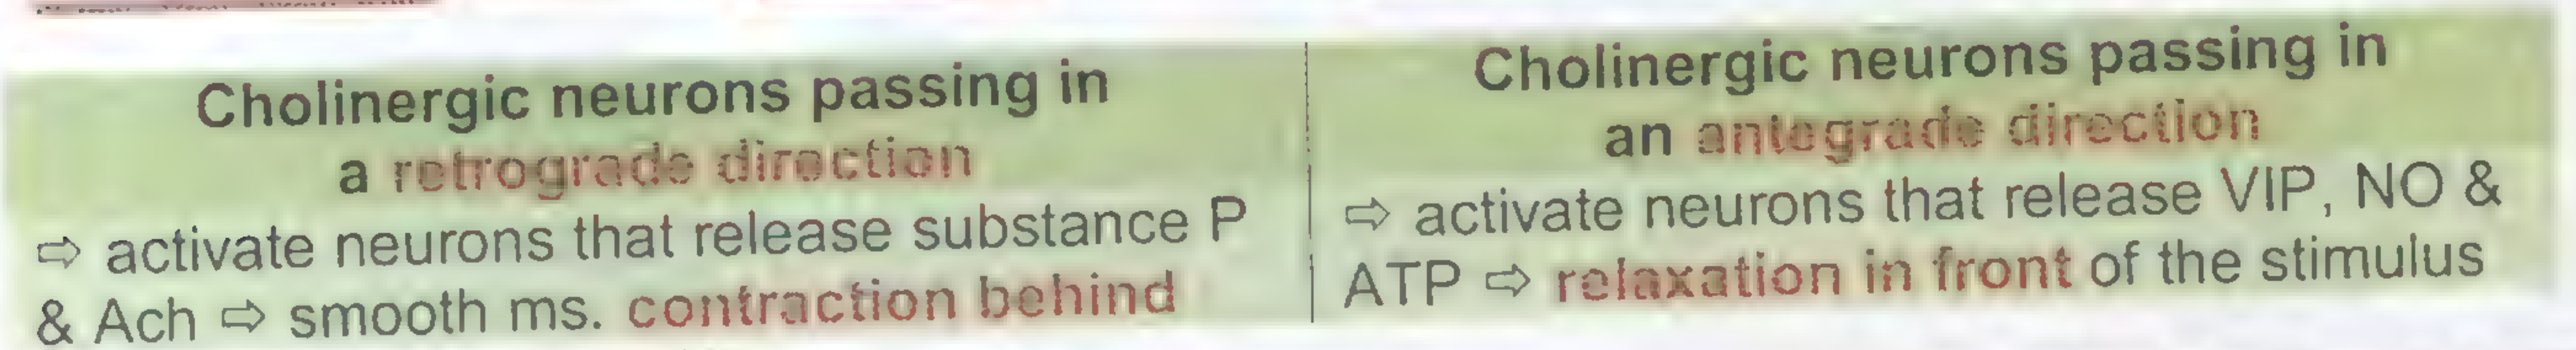 Cholinergic neurons passing in
a retrograde direction
⇨ activate neurons that release substance P
& Ach ⇨ smooth ms. contraction behind
Cholinergic neurons passing in
an antegrade direction
⇨ activate neurons that release VIP, NO &
ATP ⇨ relaxation in front of the stimulus